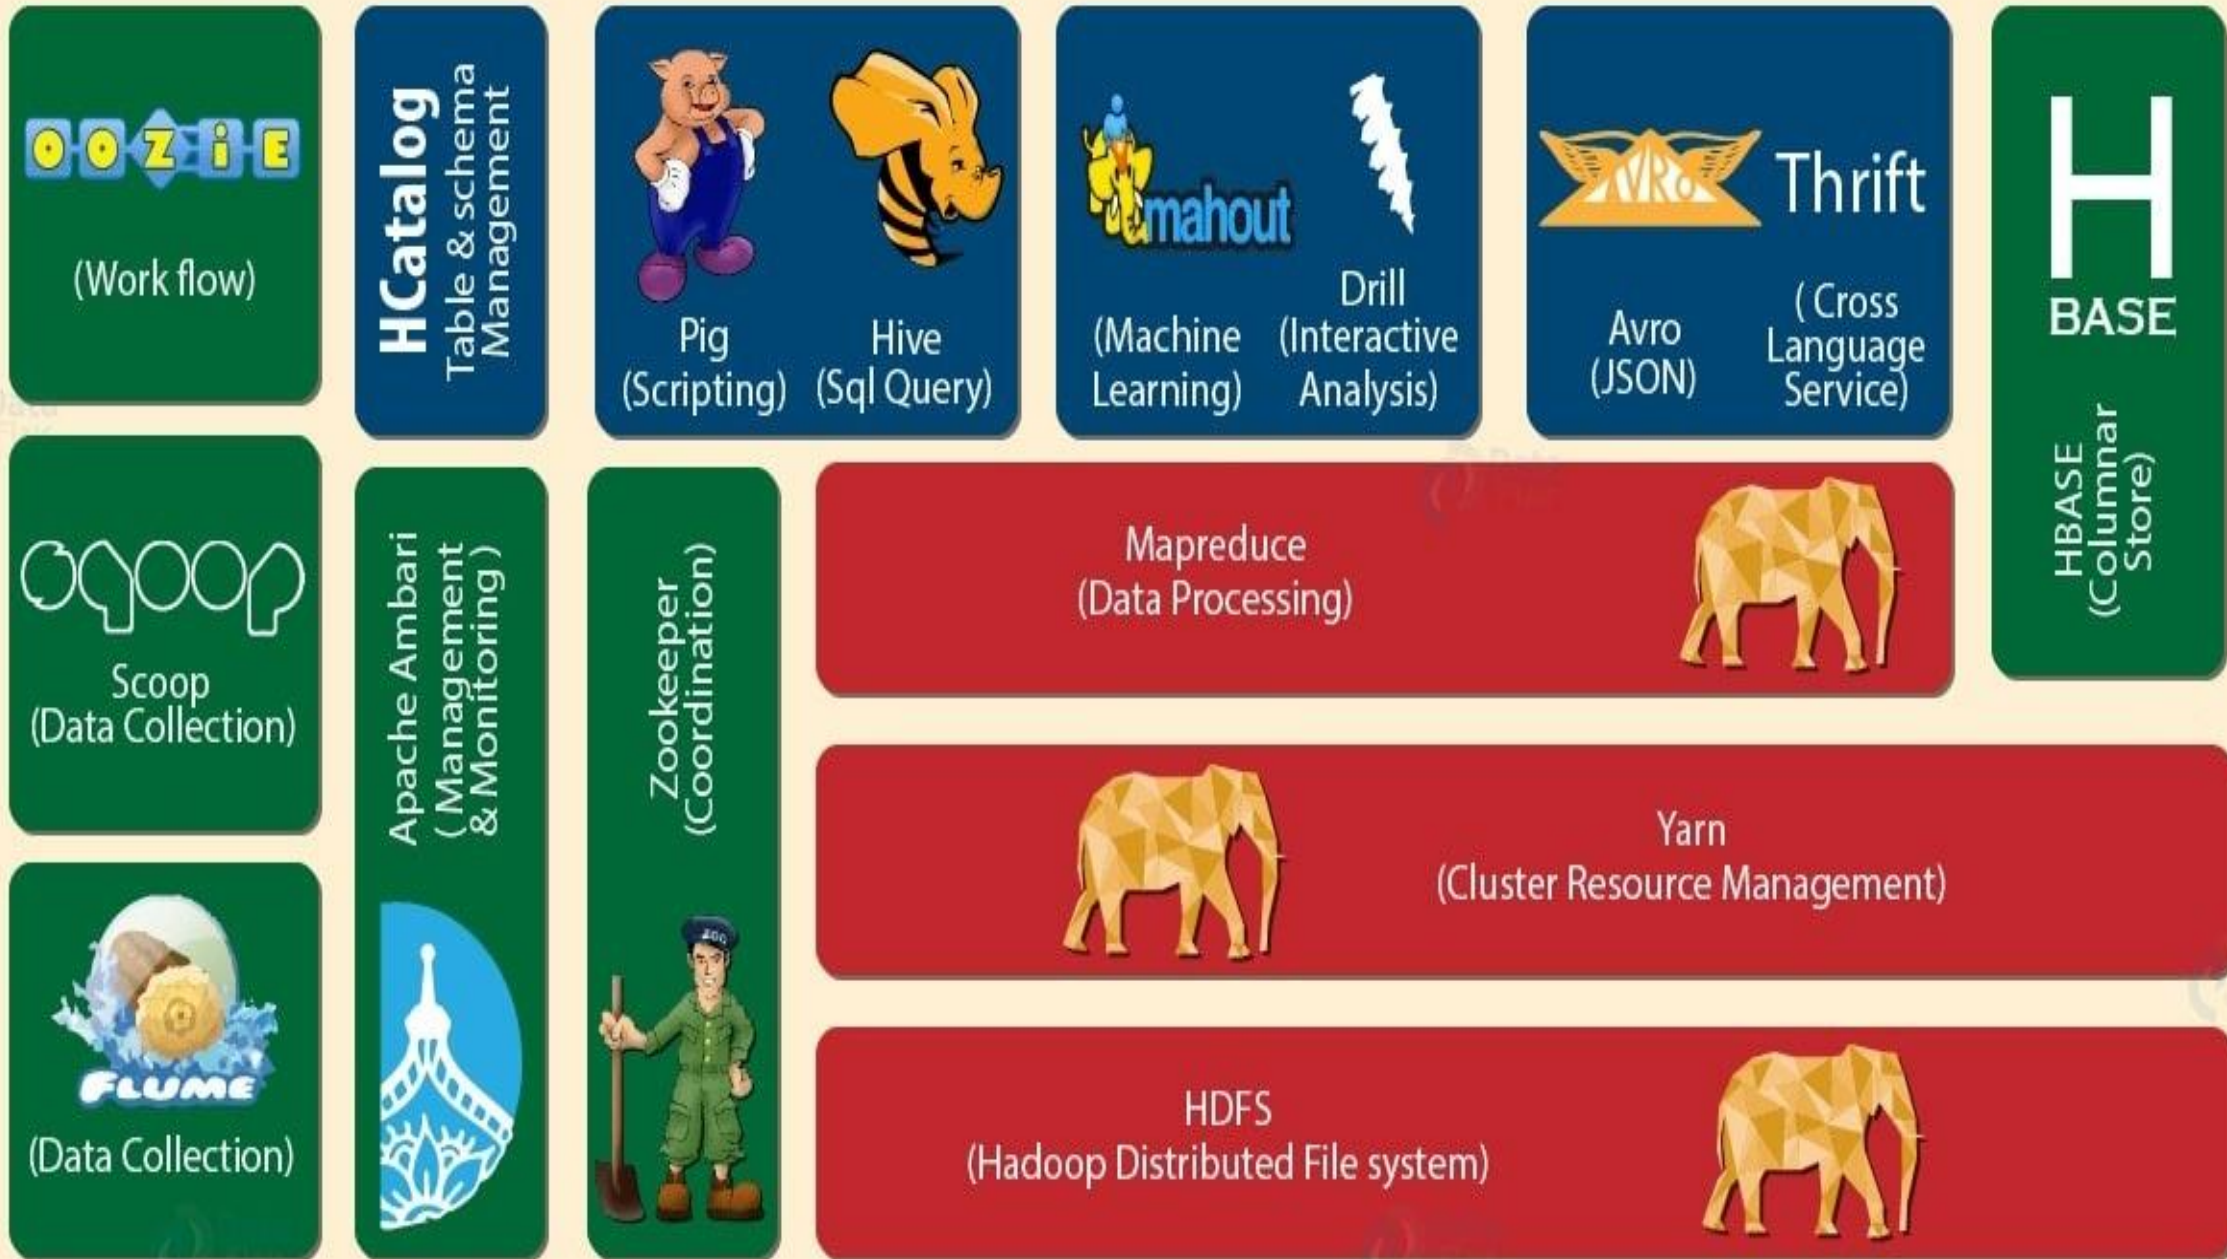 OOZiE
(Work flow)
HCatalog
Table & schema
Management
Pig
(Scripting)
Hive
(Sql Query)
mahout
(Machine
Learning)
Drill
(Interactive
Analysis)
AVRO
Avro
(JSON)
Thrift
( Cross
Language
Service)
H
BASE
HBASE
(Columnar
Store)
sqoop
Scoop
(Data Collection)
Apache Ambari
( Management
& Monitoring )
Zookeeper
(Coordination)
ZOO
Mapreduce
(Data Processing)
Yarn
(Cluster Resource Management)
FLUME
(Data Collection)
HDFS
(Hadoop Distributed File system)